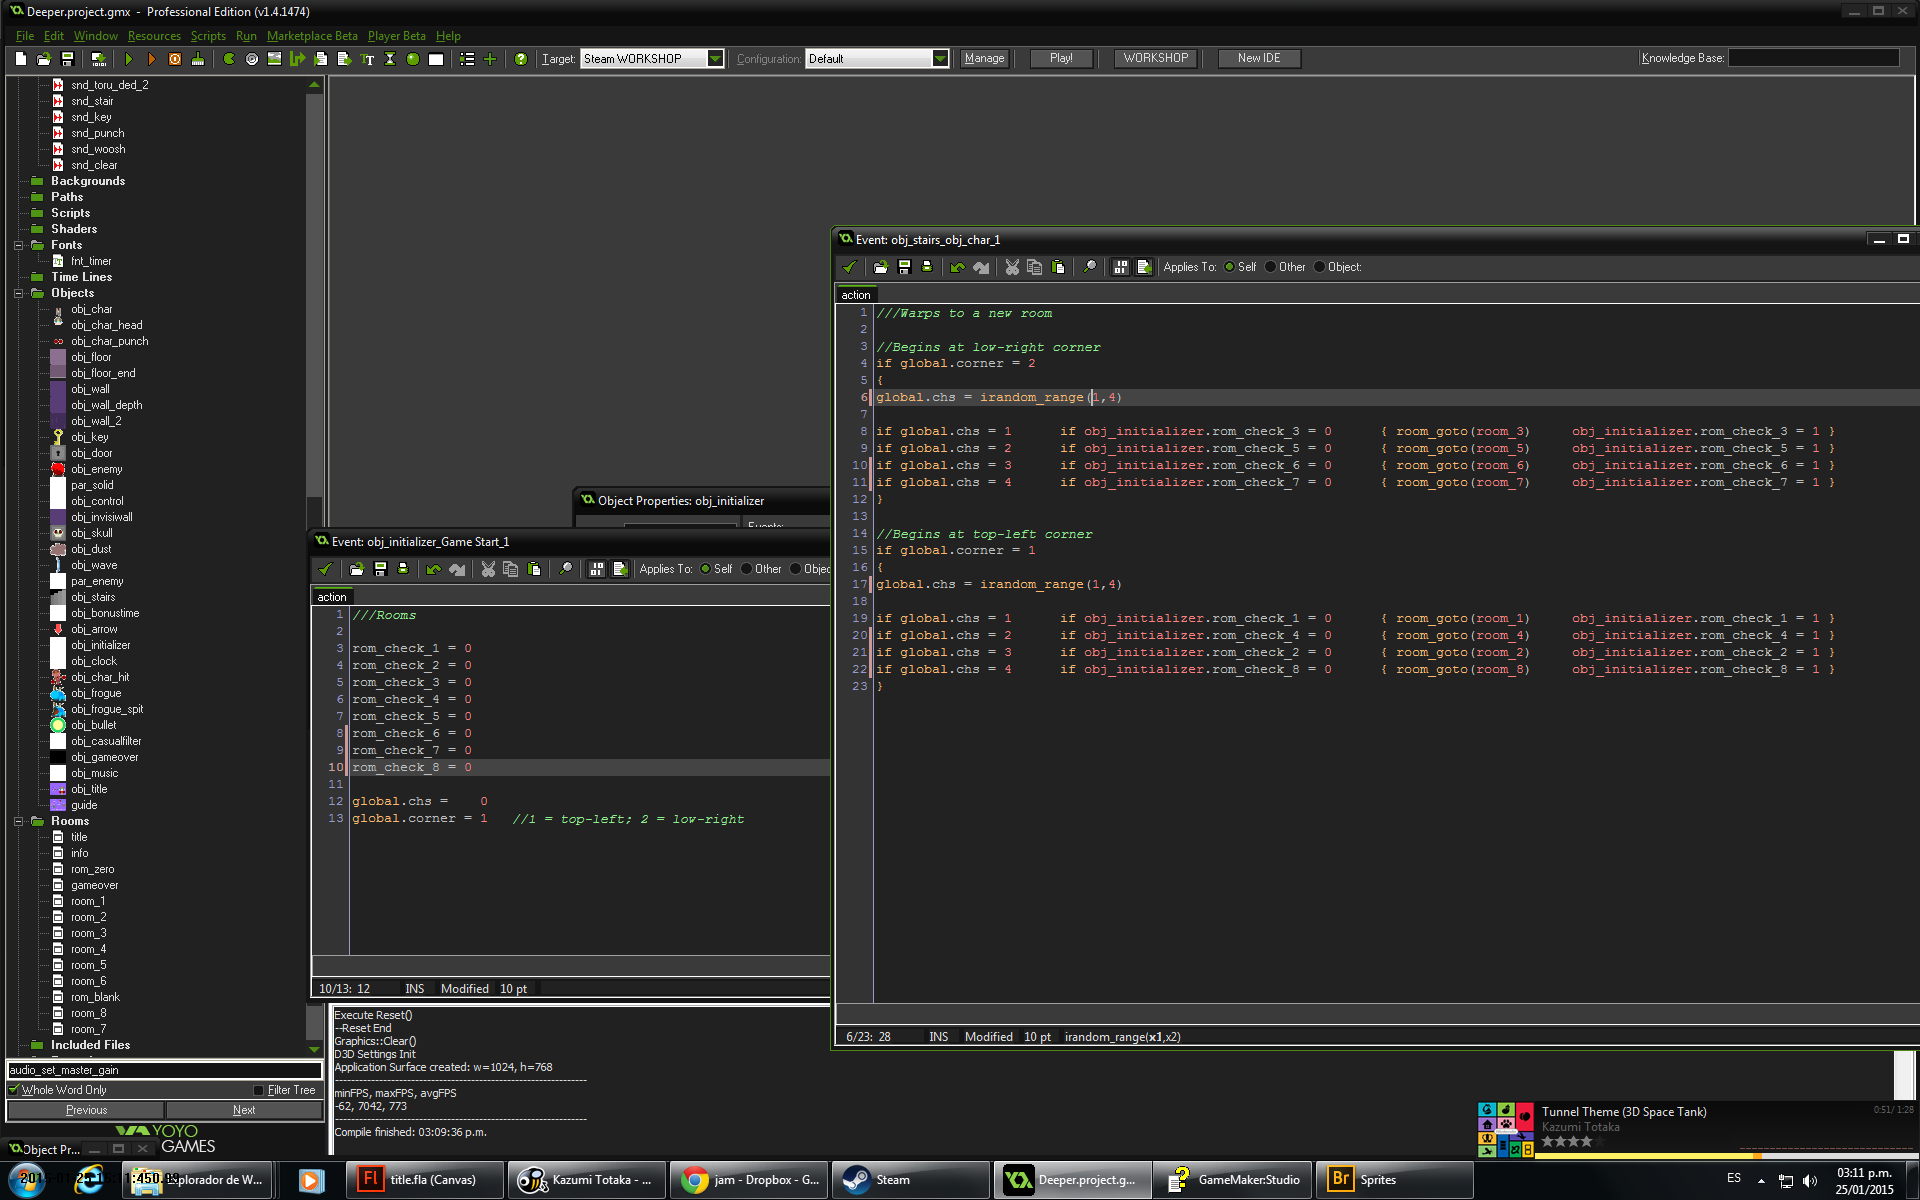 Deeper.project.gmx - Professional Edition (v1.4.1474)
File Edit Window Resources Scripts Run Marketplace Beta Player Beta Help
Target: Steam WORKSHOP Configuration: Default Manage Play! WORKSHOP New IDE Knowledge Base:
snd_toru_ded_2
snd_stair
snd_key
snd_punch
snd_woosh
snd_clear
Backgrounds
Paths
Scripts
Shaders
Fonts
fnt_timer
Time Lines
Objects
obj_char
obj_char_head
obj_char_punch
obj_floor
obj_floor_end
obj_wall
obj_wall_depth
obj_wall_2
obj_key
obj_door
obj_enemy
par_solid
obj_control
obj_invisiwall
obj_skull
obj_dust
obj_wave
par_enemy
obj_stairs
obj_bonustime
obj_arrow
obj_initializer
obj_clock
obj_char_hit
obj_frogue
obj_frogue_spit
obj_bullet
obj_casualfilter
obj_gameover
obj_music
obj_title
guide
Rooms
title
info
rom_zero
gameover
room_1
room_2
room_3
room_4
room_5
room_6
rom_blank
room_8
room_7
Included Files
audio_set_master_gain
Whole Word Only Filter Tree
Previous Next
YOYO
GAMES
Object Pr...
Object Properties: obj_initializer
Events:
Event: obj_initializer_Game Start_1
Applies To: Self Other Objec
action
1 ///Rooms
2
3 rom_check_1 = 0
4 rom_check_2 = 0
5 rom_check_3 = 0
6 rom_check_4 = 0
7 rom_check_5 = 0
8 rom_check_6 = 0
9 rom_check_7 = 0
10 rom_check_8 = 0
11
12 global.chs = 0
13 global.corner = 1 //1 = top-left; 2 = low-right
10/13: 12 INS Modified 10 pt
Execute Reset()
--Reset End
Graphics::Clear()
D3D Settings Init
Application Surface created: w=1024, h=768
minFPS, maxFPS, avgFPS
-62, 7042, 773
Compile finished: 03:09:36 p.m.
Event: obj_stairs_obj_char_1
Applies To: Self Other Object:
action
1 ///Warps to a new room
2
3 //Begins at low-right corner
4 if global.corner = 2
5 {
6 global.chs = irandom_range(1,4)
7
8 if global.chs = 1 if obj_initializer.rom_check_3 = 0 { room_goto(room_3) obj_initializer.rom_check_3 = 1 }
9 if global.chs = 2 if obj_initializer.rom_check_5 = 0 { room_goto(room_5) obj_initializer.rom_check_5 = 1 }
10 if global.chs = 3 if obj_initializer.rom_check_6 = 0 { room_goto(room_6) obj_initializer.rom_check_6 = 1 }
11 if global.chs = 4 if obj_initializer.rom_check_7 = 0 { room_goto(room_7) obj_initializer.rom_check_7 = 1 }
12 }
13
14 //Begins at top-left corner
15 if global.corner = 1
16 {
17 global.chs = irandom_range(1,4)
18
19 if global.chs = 1 if obj_initializer.rom_check_1 = 0 { room_goto(room_1) obj_initializer.rom_check_1 = 1 }
20 if global.chs = 2 if obj_initializer.rom_check_4 = 0 { room_goto(room_4) obj_initializer.rom_check_4 = 1 }
21 if global.chs = 3 if obj_initializer.rom_check_2 = 0 { room_goto(room_2) obj_initializer.rom_check_2 = 1 }
22 if global.chs = 4 if obj_initializer.rom_check_8 = 0 { room_goto(room_8) obj_initializer.rom_check_8 = 1 }
23 }
6/23: 28 INS Modified 10 pt irandom_range(x1,x2)
Tunnel Theme (3D Space Tank) 0:51/ 1:28
Kazumi Totaka
xplorador de W... title.fla (Canvas) Kazumi Totaka - ... jam - Dropbox - G... Steam Deeper.project.g... GameMaker:Studio Sprites ES 03:11 p.m.
25/01/2015